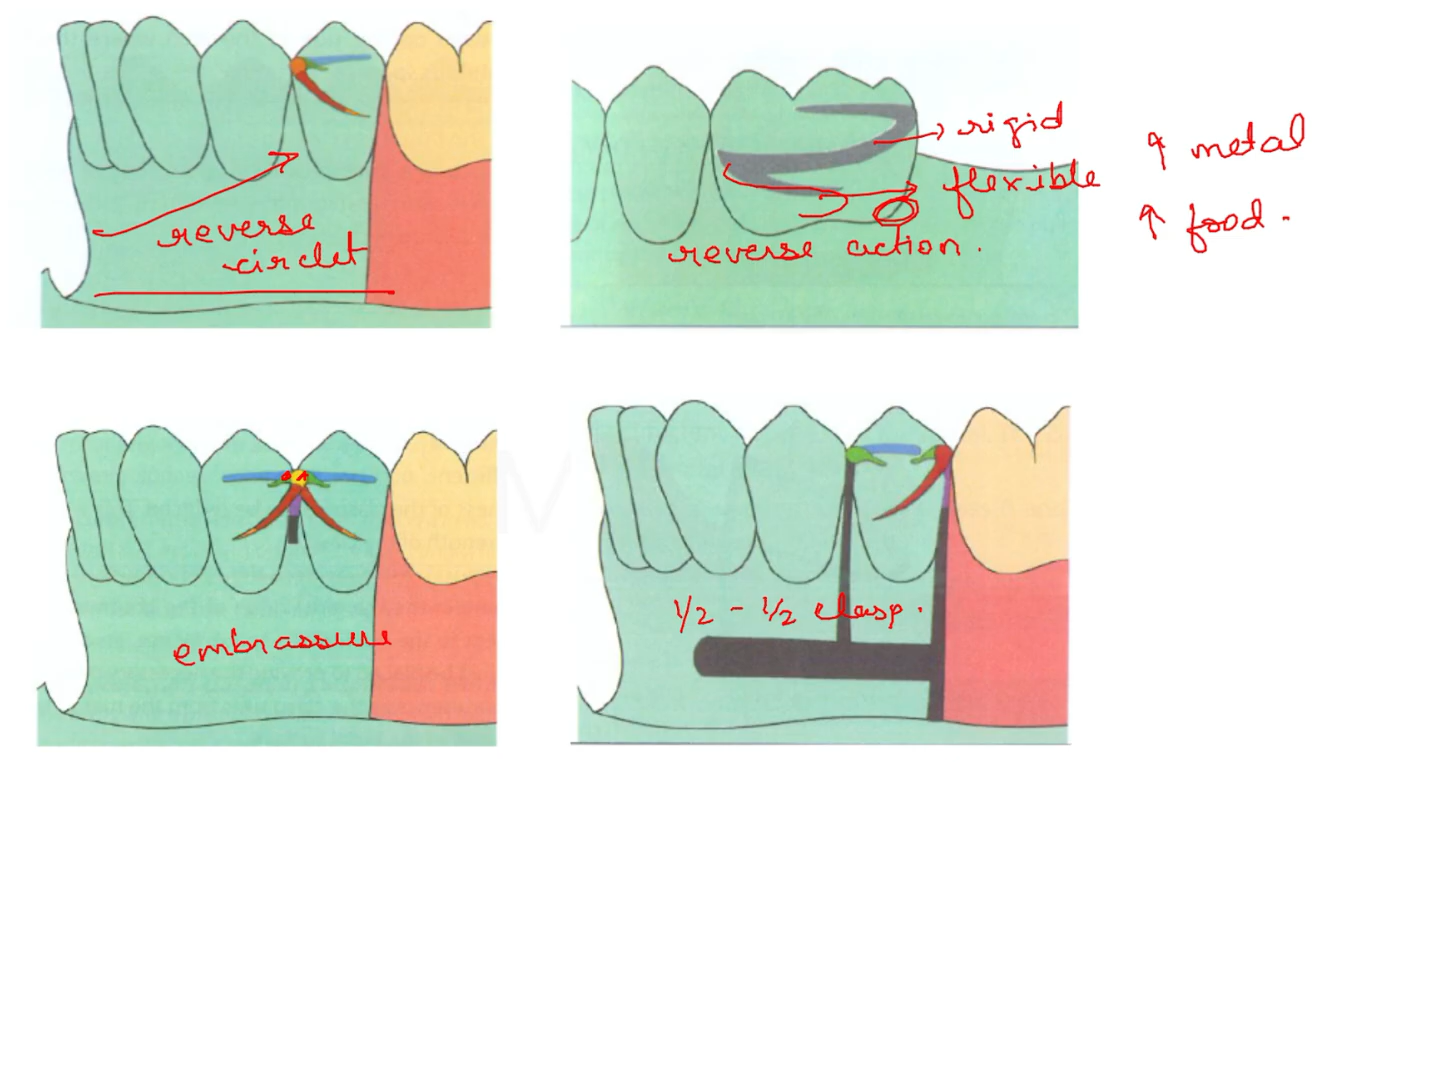 reverse
circlet
rigid
flexible
reverse action.
↑ metal
↑ food.
embrassure
1/2 - 1/2 clasp.